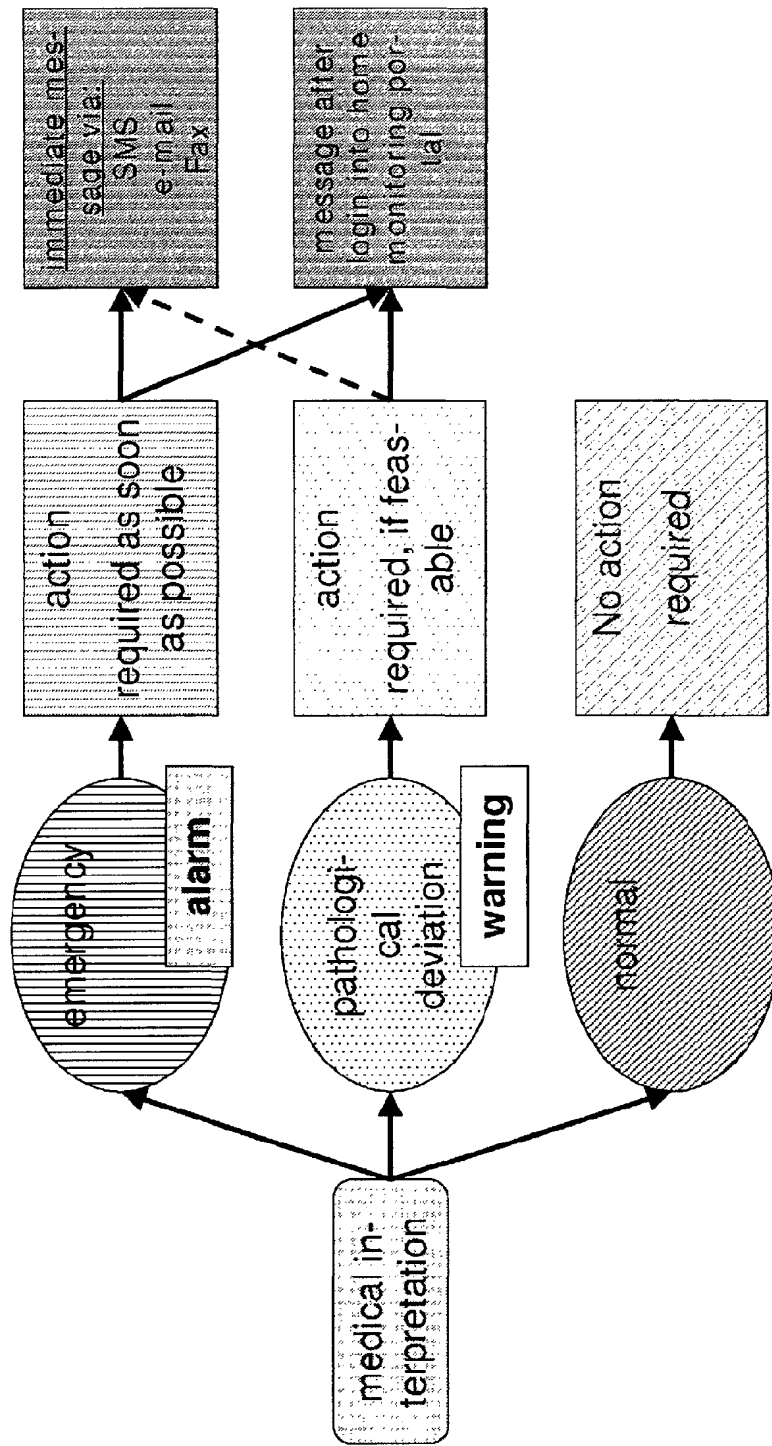 medical in-
terpretation
emergency
alarm
pathologi-
cal
deviation
warning
normal
action
required as soon
as possible
action
required, if feas-
able
No action
required
immediate mes-
sage via:
SMS
e-mail
Fax
message after
login into home
monitoring por-
tal